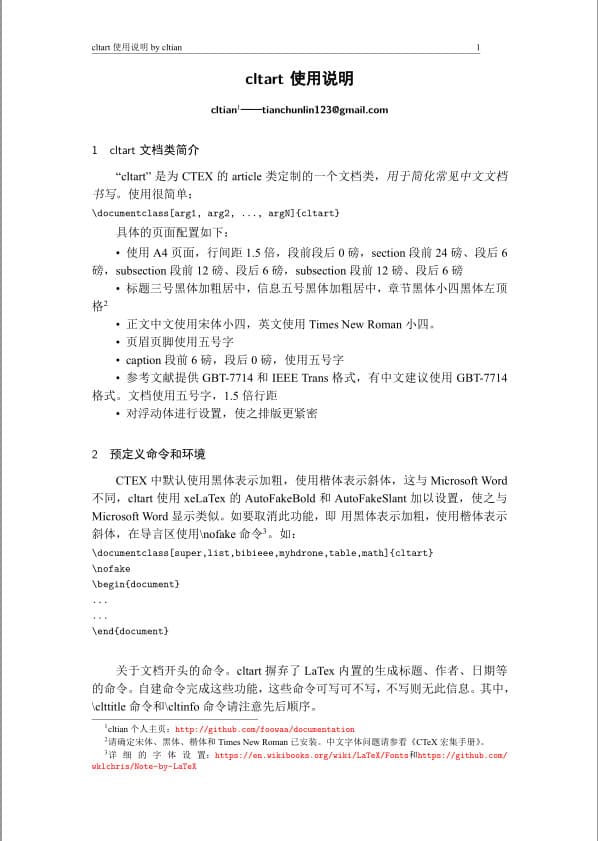 cltart 使用说明 by cltian 1
cltart 使用说明
cltian¹——tianchunlin123@gmail.com
1 cltart 文档类简介
“cltart” 是为 CTEX 的 article 类定制的一个文档类，用于简化常见中文文档
书写。使用很简单：
\documentclass[arg1, arg2, ..., argN]{cltart}
具体的页面配置如下：
• 使用 A4 页面，行间距 1.5 倍，段前段后 0 磅，section 段前 24 磅、段后 6
磅，subsection 段前 12 磅、段后 6 磅，subsection 段前 12 磅、段后 6 磅
• 标题三号黑体加粗居中，信息五号黑体加粗居中，章节黑体小四黑体左顶
格²
• 正文中文使用宋体小四，英文使用 Times New Roman 小四。
• 页眉页脚使用五号字
• caption 段前 6 磅，段后 0 磅，使用五号字
• 参考文献提供 GBT-7714 和 IEEE Trans 格式，有中文建议使用 GBT-7714
格式。文档使用五号字，1.5 倍行距
• 对浮动体进行设置，使之排版更紧密
2 预定义命令和环境
CTEX 中默认使用黑体表示加粗，使用楷体表示斜体，这与 Microsoft Word
不同，cltart 使用 xeLaTex 的 AutoFakeBold 和 AutoFakeSlant 加以设置，使之与
Microsoft Word 显示类似。如要取消此功能，即 用黑体表示加粗，使用楷体表示
斜体，在导言区使用\nofake 命令³。如：
\documentclass[super,list,bibieee,myhdrone,table,math]{cltart}
\nofake
\begin{document}
...
...
\end{document}
关于文档开头的命令。cltart 摒弃了 LaTex 内置的生成标题、作者、日期等
的命令。自建命令完成这些功能，这些命令可写可不写，不写则无此信息。其中，
\clttitle 命令和\cltinfo 命令请注意先后顺序。
¹cltian 个人主页：http://github.com/foowaa/documentation
²请确定宋体、黑体、楷体和 Times New Roman 已安装。中文字体问题请参看《CTeX 宏集手册》。
³详 细 的 字 体 设 置：https://en.wikibooks.org/wiki/LaTeX/Fonts和https://github.com/
wklchris/Note-by-LaTeX